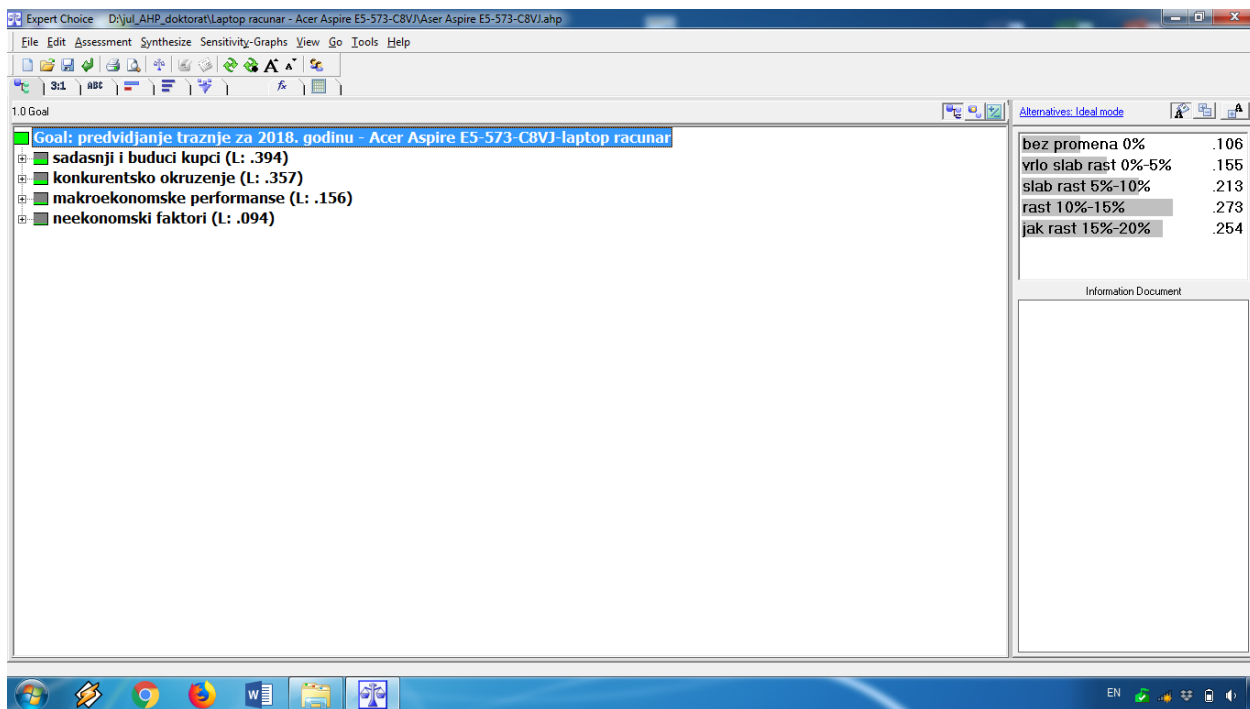 Expert Choice D:\jul_AHP_doktorat\Laptop racunar - Acer Aspire E5-573-C8VJ\Aser Aspire E5-573-C8VJ.ahp
File Edit Assessment Synthesize Sensitivity-Graphs View Go Tools Help
3:1 ABC fx
1.0 Goal
Goal: predvidjanje traznje za 2018. godinu - Acer Aspire E5-573-C8VJ-laptop racunar
sadasnji i buduci kupci (L: .394)
konkurentsko okruzenje (L: .357)
makroekonomske performanse (L: .156)
neekonomski faktori (L: .094)
Alternatives: Ideal mode
bez promena 0% .106
vrlo slab rast 0%-5% .155
slab rast 5%-10% .213
rast 10%-15% .273
jak rast 15%-20% .254
Information Document
EN